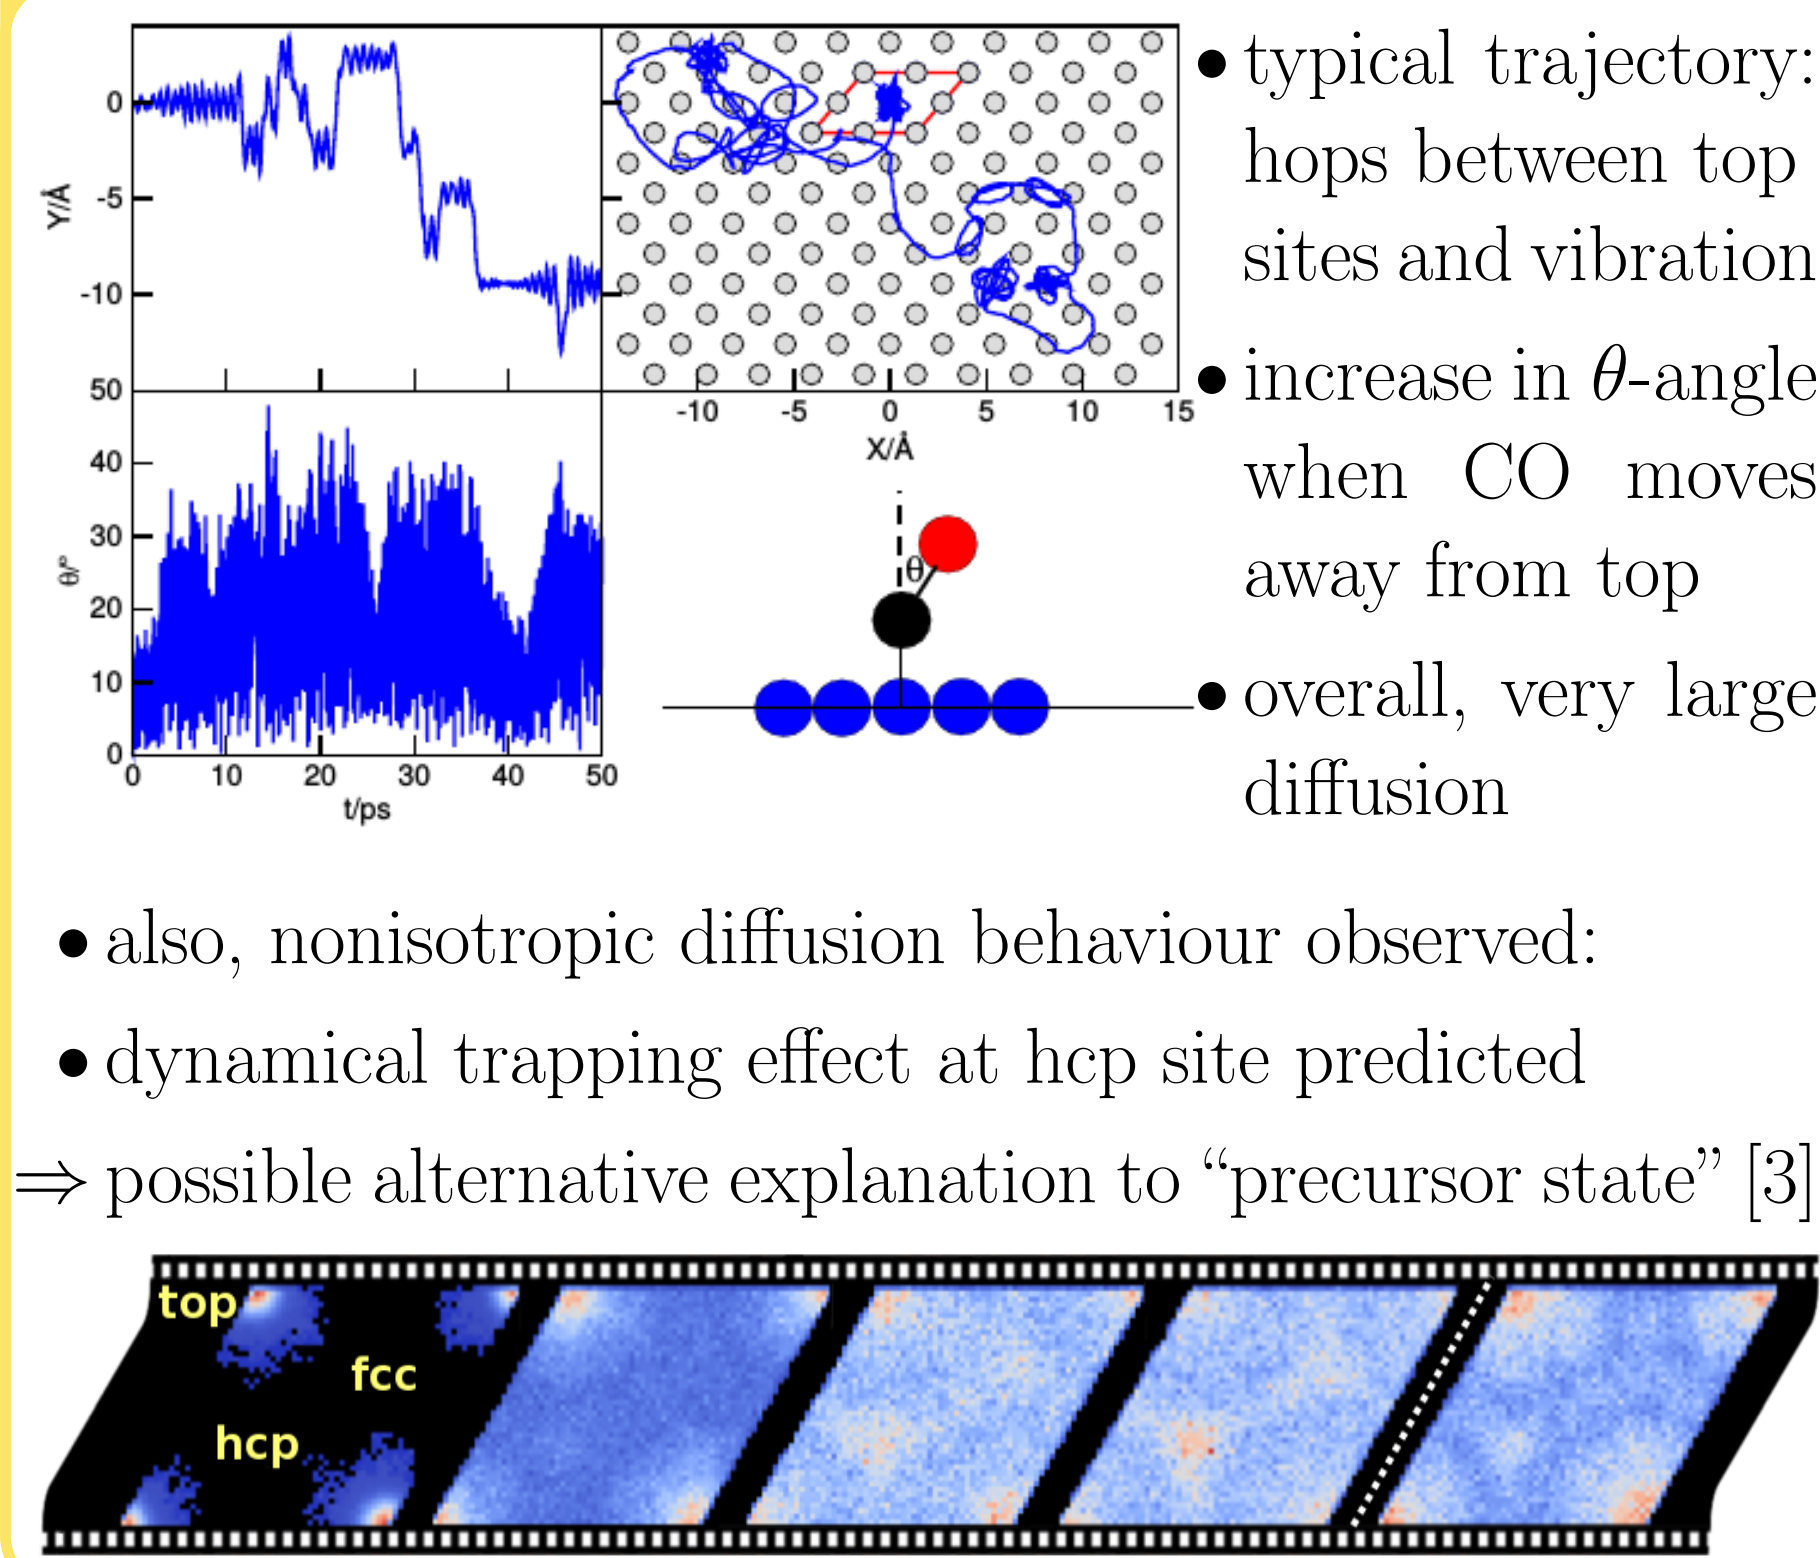 0
-5
-10
Y/Å
-10 -5 0 5 10 15
X/Å
50
40
30
20
10
0
θ/°
0 10 20 30 40 50
t/ps
θ
• typical trajectory:
hops between top
sites and vibration
• increase in θ-angle
when CO moves
away from top
• overall, very large
diffusion
• also, nonisotropic diffusion behaviour observed:
• dynamical trapping effect at hcp site predicted
⇒ possible alternative explanation to “precursor state” [3]
top
fcc
hcp